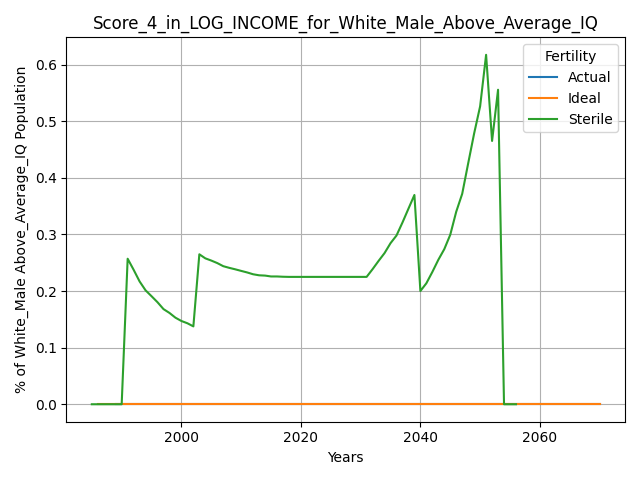 Score_4_in_LOG_INCOME_for_White_Male_Above_Average_IQ
% of White_Male Above_Average_IQ Population
0.6
0.5
0.4
0.3
0.2
0.1
0.0
Fertility
Actual
Ideal
Sterile
2000
2020
2040
2060
Years